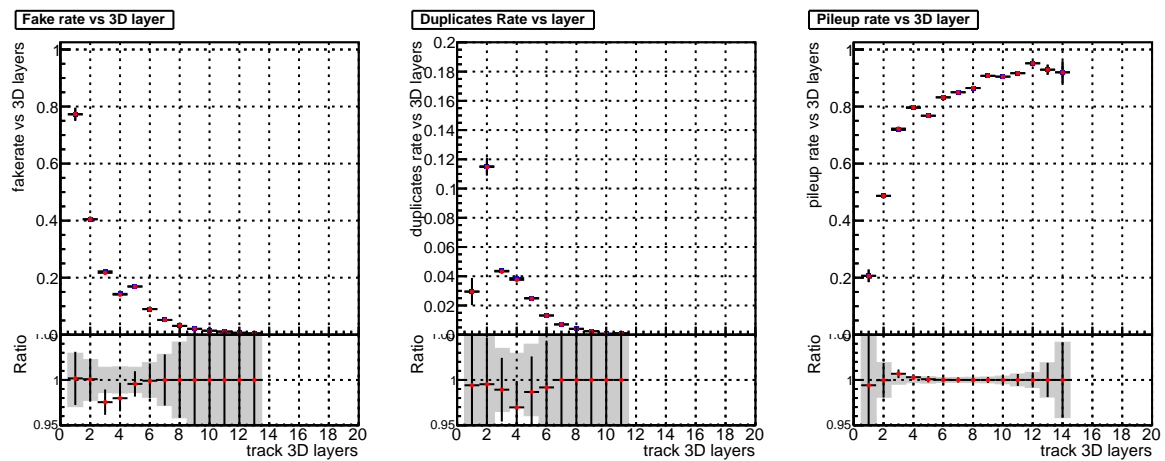 Fake rate vs 3D layer
fakerate vs 3D layers
1
0.8
0.6
0.4
0.2
0
Ratio
1
0.95
0 2 4 6 8 10 12 14 16 18 20
track 3D layers
Duplicates Rate vs layer
duplicates rate vs 3D layers
0.2
0.18
0.16
0.14
0.12
0.1
0.08
0.06
0.04
0.02
0
Ratio
1
0.95
0 2 4 6 8 10 12 14 16 18 20
track 3D layers
Pileup rate vs 3D layer
pileup rate vs 3D layers
1
0.8
0.6
0.4
0.2
0
Ratio
1
0.95
0 2 4 6 8 10 12 14 16 18 20
track 3D layers